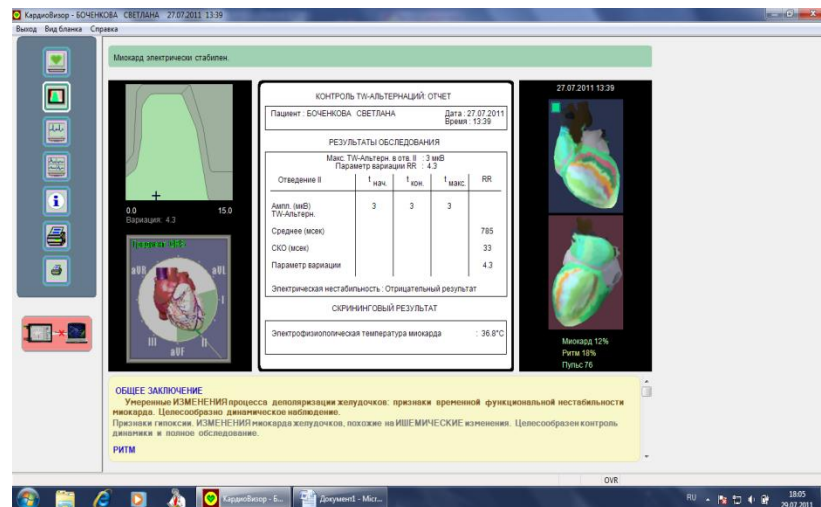 КардиоВизор - БОЧЕНКОВА СВЕТЛАНА 27.07.2011 13:39
Выход Вид бланка Справка
Миокард электрически стабилен.
КОНТРОЛЬ TW-АЛЬТЕРНАЦИЙ: ОТЧЕТ
Пациент : БОЧЕНКОВА СВЕТЛАНА Дата : 27.07.2011
Время : 13:39
РЕЗУЛЬТАТЫ ОБСЛЕДОВАНИЯ
Макс. TW-Альтерн. в отв. II : 3 мкВ
Параметр вариации RR : 4.3
Отведение II t нач. t кон. t макс. RR
Ампл. (мкВ) 3 3 3
TW-Альтерн.
Среднее (мсек) 785
СКО (мсек) 33
Параметр вариации 4.3
Электрическая нестабильность : Отрицательный результат
СКРИНИНГОВЫЙ РЕЗУЛЬТАТ
Электрофизиологическая температура миокарда : 36.8°C
0.0 15.0
Вариация: 4.3
QRS
aVR aVL
I
III II
aVF
27.07.2011 13:39
Миокард 12%
Ритм 18%
Пульс 76
ОБЩЕЕ ЗАКЛЮЧЕНИЕ
Умеренные ИЗМЕНЕНИЯ процесса деполяризации желудочков: признаки временной функциональной нестабильности
миокарда. Целесообразно динамическое наблюдение.
Признаки гипоксии. ИЗМЕНЕНИЯ миокарда желудочков, похожие на ИШЕМИЧЕСКИЕ изменения. Целесообразен контроль
динамики и полное обследование.
РИТМ
OVR
КардиоВизор - Б... Документ1 - Micr... RU 18:05
29.07.2011